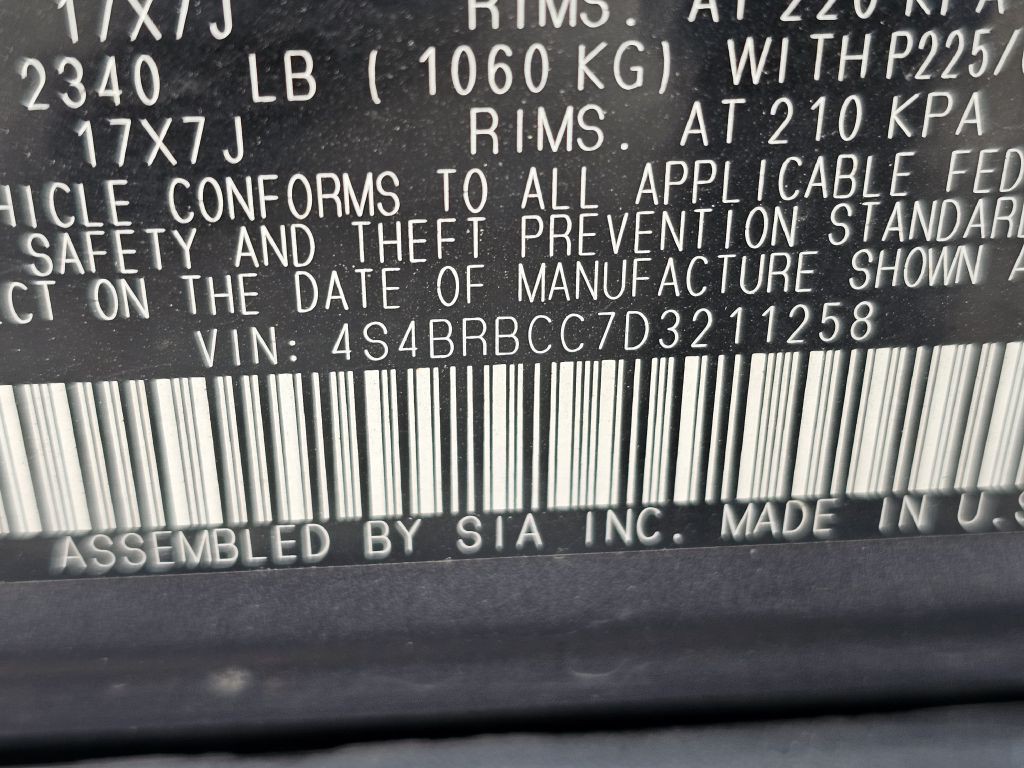 17X7J RIMS. AT 220 KPA
2340 LB ( 1060 KG) WITH P225/
17X7J RIMS. AT 210 KPA
HICLE CONFORMS TO ALL APPLICABLE FED
SAFETY AND THEFT PREVENTION STANDARD
CT ON THE DATE OF MANUFACTURE SHOWN A
VIN: 4S4BRBCC7D3211258
ASSEMBLED BY SIA INC. MADE IN U.S